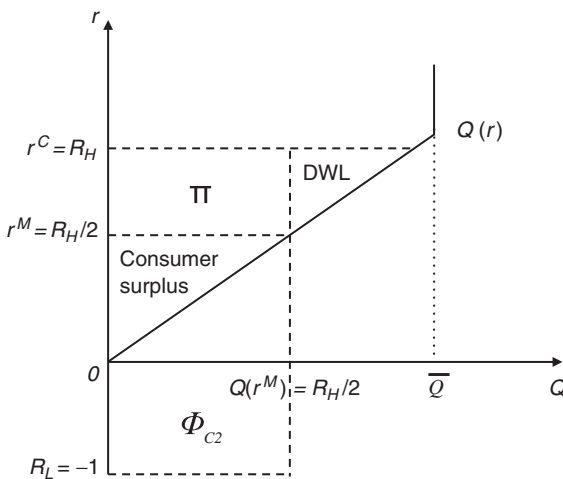 r
Q (r)
r^C = R_H
DWL
Π
r^M = R_H/2
Consumer
surplus
0
Q(r^M) = R_H/2
Q̅
Q
Φ_C2
R_L = −1